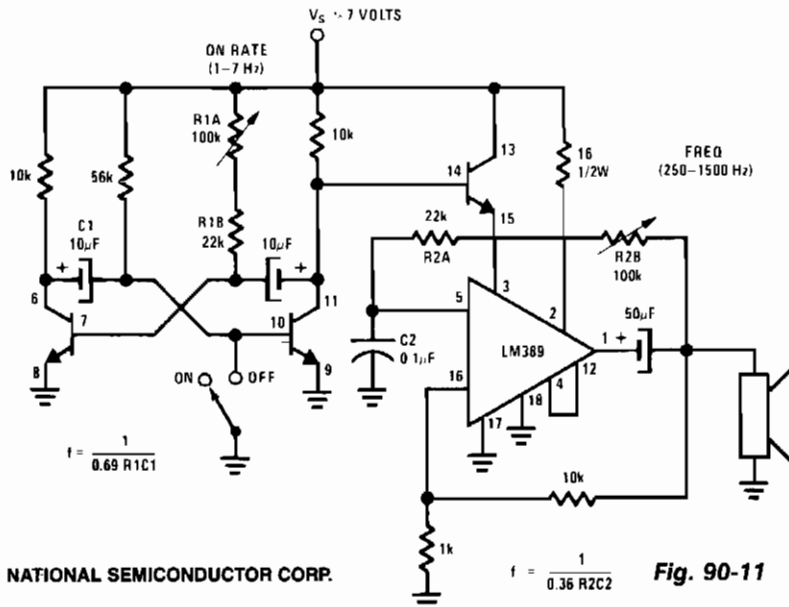 VS ~7 VOLTS
ON RATE
(1–7 Hz)
R1A
100k
10k
56k
10k
14
13
16
1/2W
FREQ
(250–1500 Hz)
C1
10µF
+
R1B
22k
10µF
+
15
22k
R2A
R2B
100k
6
7
8
11
10
9
3
5
2
50µF
+
1
C2
0 1µF
LM389
12
4
16
18
17
ON
OFF
f = 1
0.69 R1C1
10k
1k
f = 1
0.36 R2C2
NATIONAL SEMICONDUCTOR CORP.
Fig. 90-11